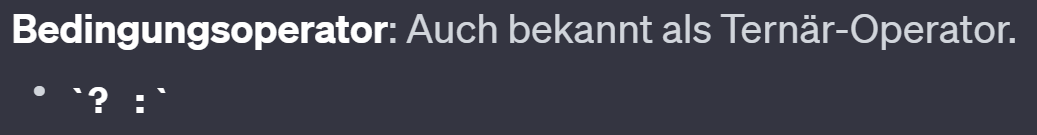 Bedingungsoperator: Auch bekannt als Ternär-Operator.
• `? :`